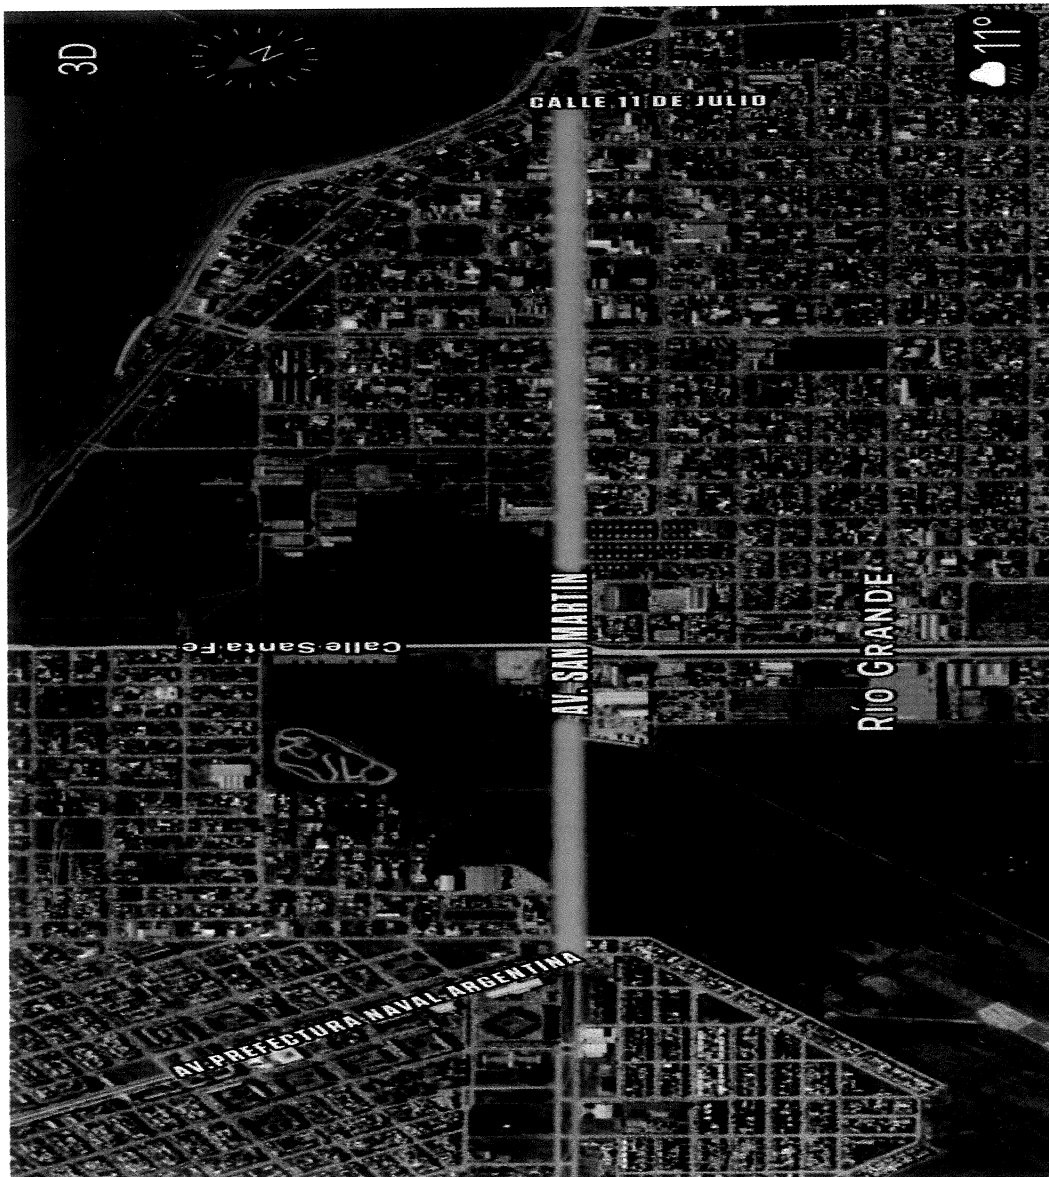 3D
N
11°
CALLE 11 DE JULIO
AV. SAN MARTIN
Calle Santa Fe
RÍO GRANDE
AV. PREFECTURA NAVAL ARGENTINA